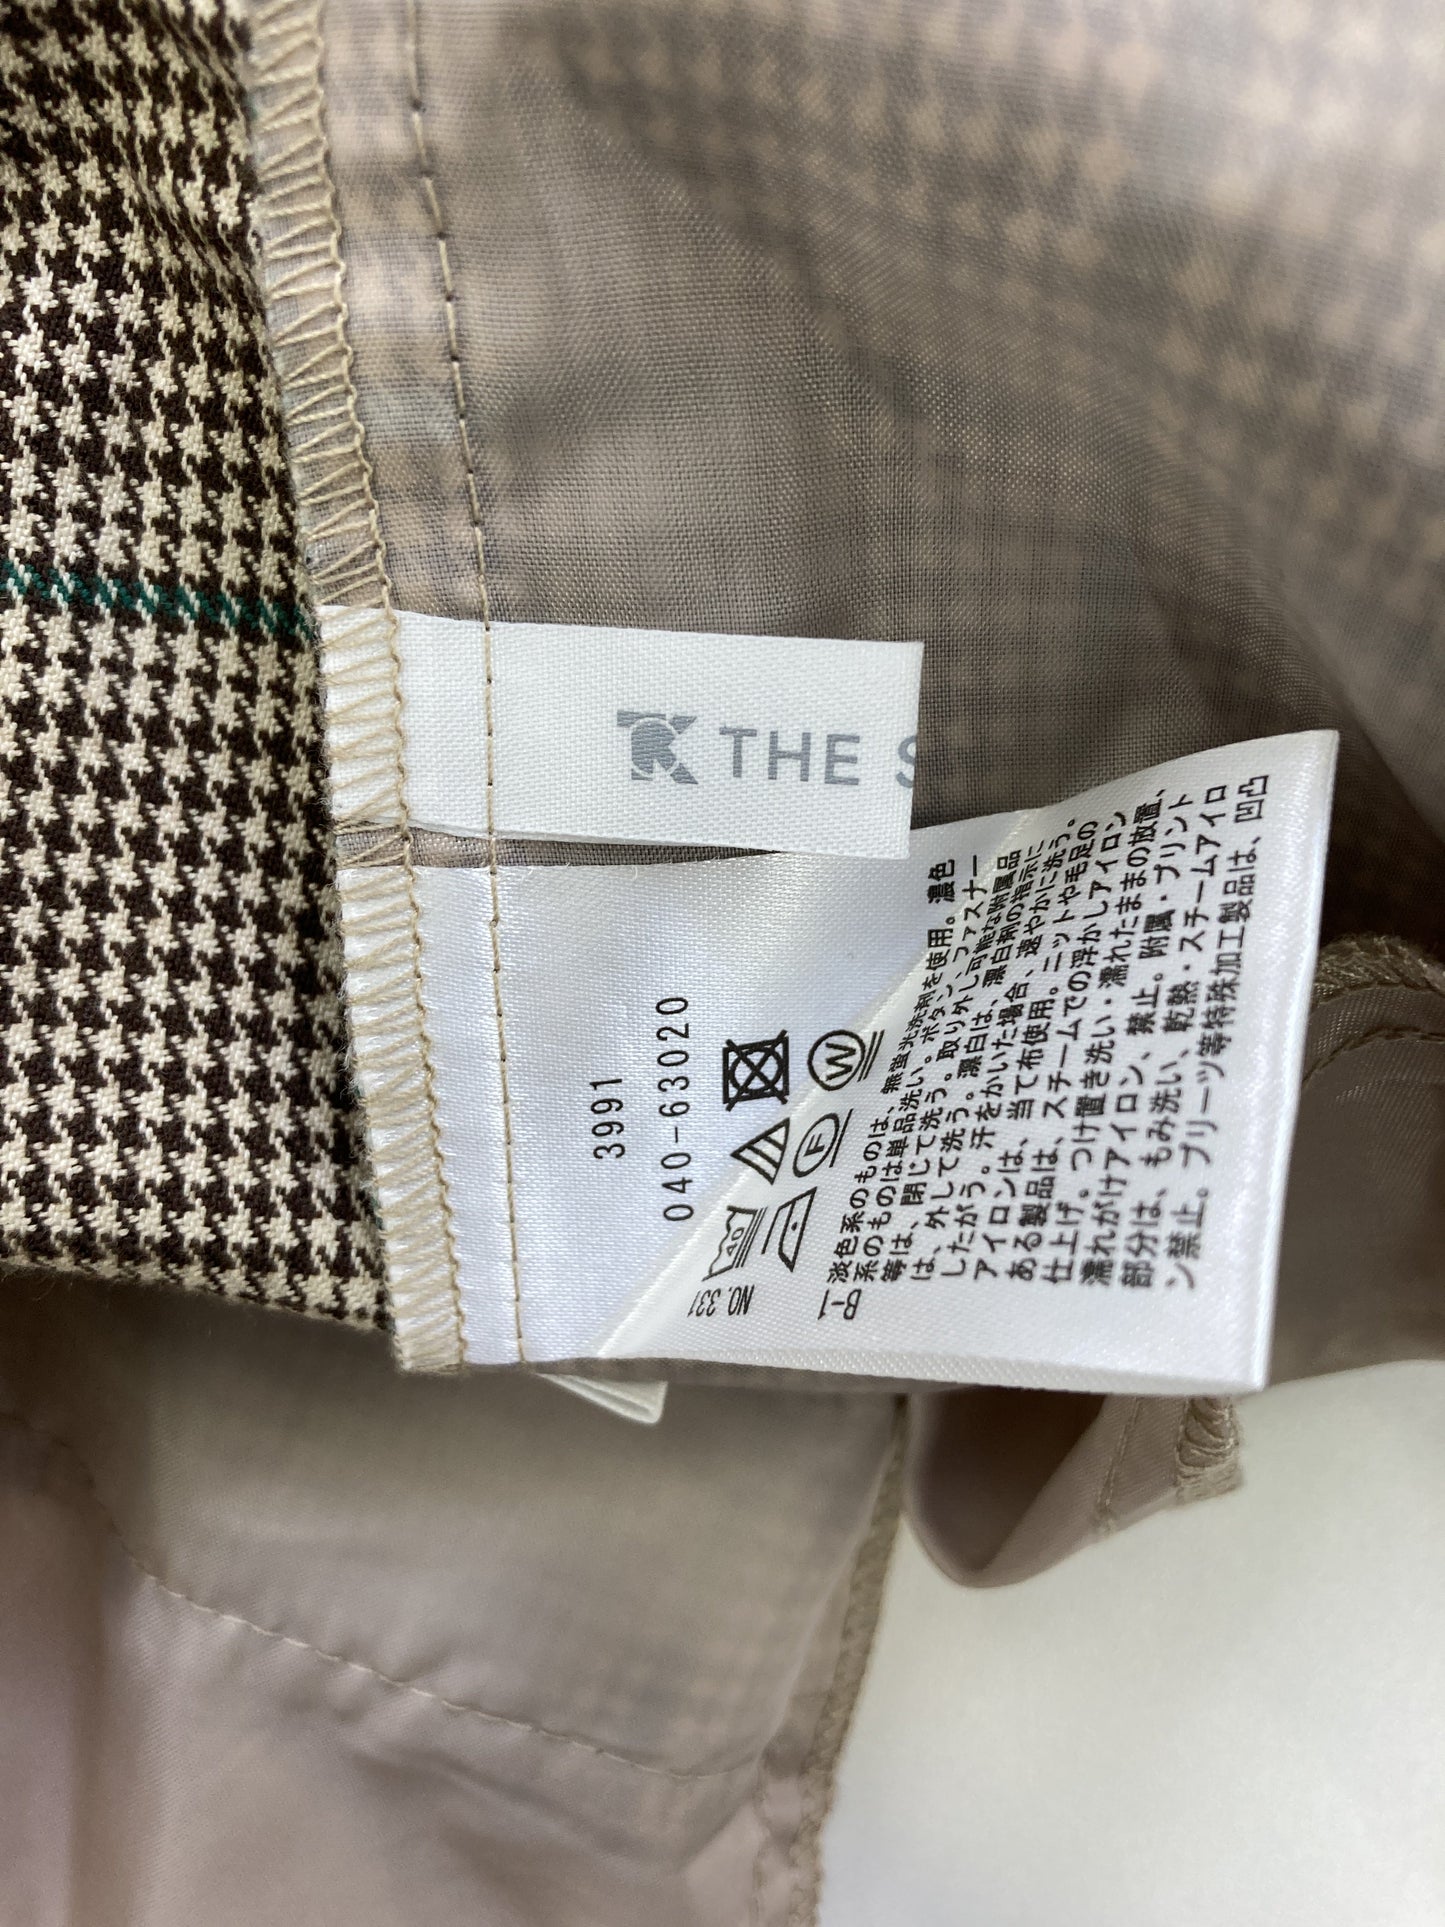 THE S
3991
040-63020
40
F
W
NO.331
淡色系のものは、無蛍光洗剤を使用。濃色
系のものは単品洗い。ボタン、ファスナー
等は、閉じて洗う。取り外し可能な附属品
は、外して洗う。漂白は、漂白剤の指示に
したがう。汗をかいた場合、速やかに洗う。
アイロンは、当て布使用。ニットや毛足の
ある製品は、スチームでの浮かしアイロン
仕上げ。つけ置き洗い・濡れたままの放置、
濡れがけアイロン、禁止。附属・プリント
部分は、もみ洗い、乾熱・スチームアイロ
ン禁止。プリーツ等特殊加工製品は、凹凸